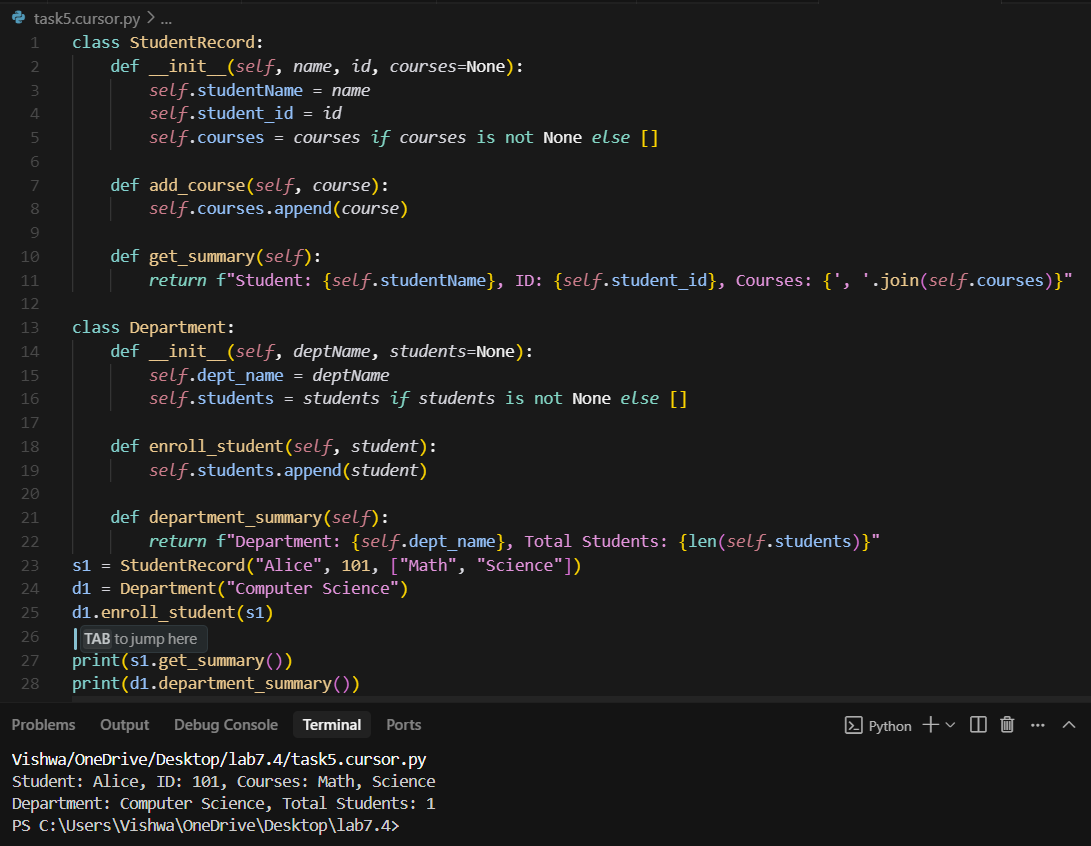 task5.cursor.py > ...
1 class StudentRecord:
2     def __init__(self, name, id, courses=None):
3         self.studentName = name
4         self.student_id = id
5         self.courses = courses if courses is not None else []
6
7     def add_course(self, course):
8         self.courses.append(course)
9
10     def get_summary(self):
11         return f"Student: {self.studentName}, ID: {self.student_id}, Courses: {', '.join(self.courses)}"
12
13 class Department:
14     def __init__(self, deptName, students=None):
15         self.dept_name = deptName
16         self.students = students if students is not None else []
17
18     def enroll_student(self, student):
19         self.students.append(student)
20
21     def department_summary(self):
22         return f"Department: {self.dept_name}, Total Students: {len(self.students)}"
23 s1 = StudentRecord("Alice", 101, ["Math", "Science"])
24 d1 = Department("Computer Science")
25 d1.enroll_student(s1)
26 TAB to jump here
27 print(s1.get_summary())
28 print(d1.department_summary())
Problems Output Debug Console Terminal Ports Python
Vishwa/OneDrive/Desktop/lab7.4/task5.cursor.py
Student: Alice, ID: 101, Courses: Math, Science
Department: Computer Science, Total Students: 1
PS C:\Users\Vishwa\OneDrive\Desktop\lab7.4>